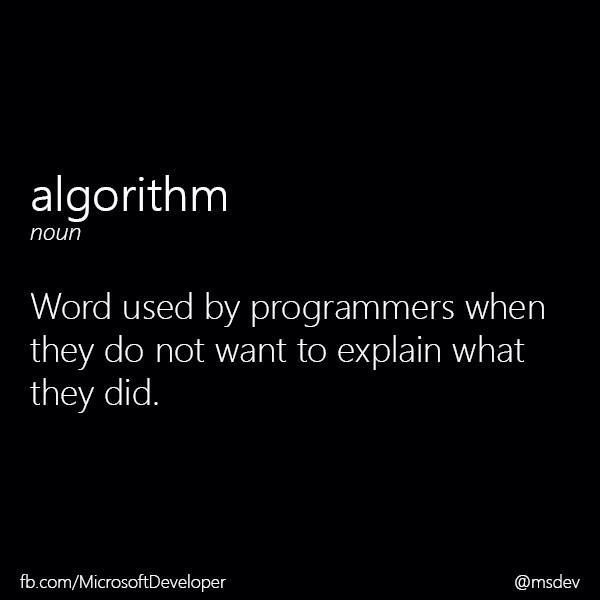 algorithm
noun
Word used by programmers when
they do not want to explain what
they did.
fb.com/MicrosoftDeveloper
@msdev